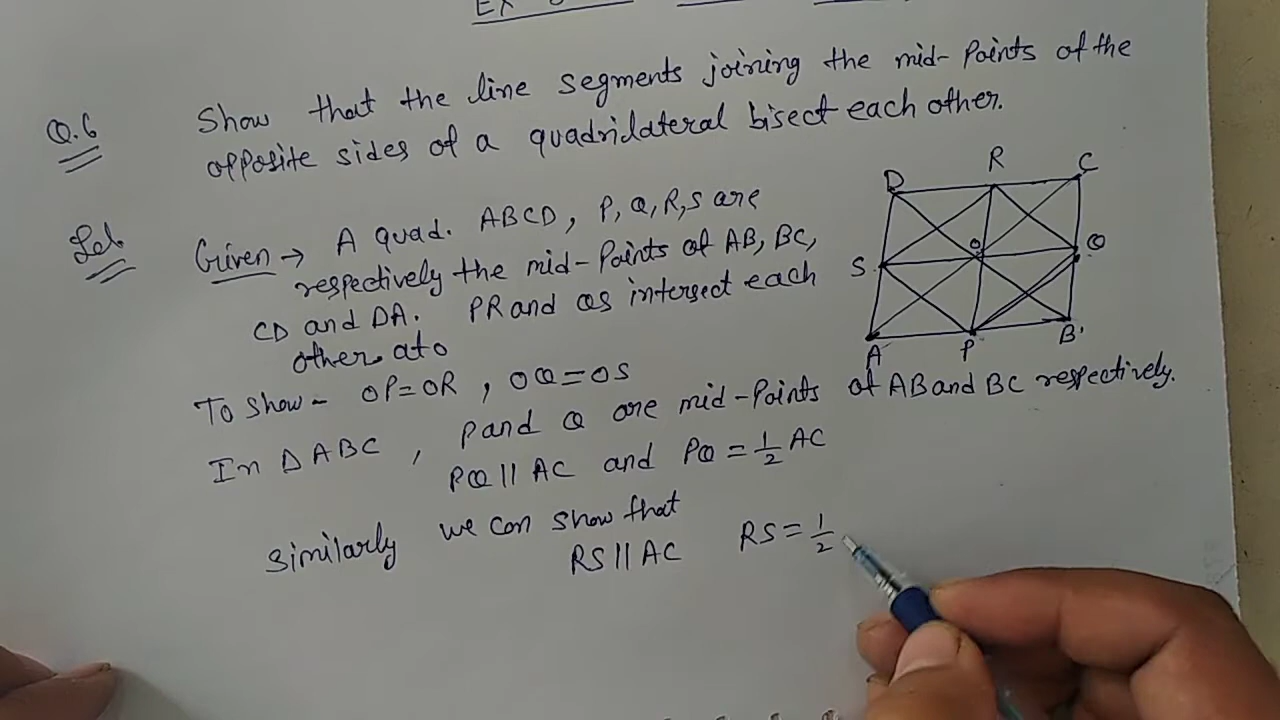 Ex
Q.6 Show that the line segments joining the mid-Points of the
opposite sides of a quadrilateral bisect each other.
Sol. Given → A quad. ABCD, P, Q, R, S are
respectively the mid-Points of AB, BC,
CD and DA. PR and QS intersect each
other at O
To Show - OP = OR, OQ = OS
In Δ ABC, P and Q are mid-Points of AB and BC respectively.
PQ || AC and PQ = 1/2 AC
Similarly we can show that
RS || AC RS = 1/2
D R C
S O Q
A P B